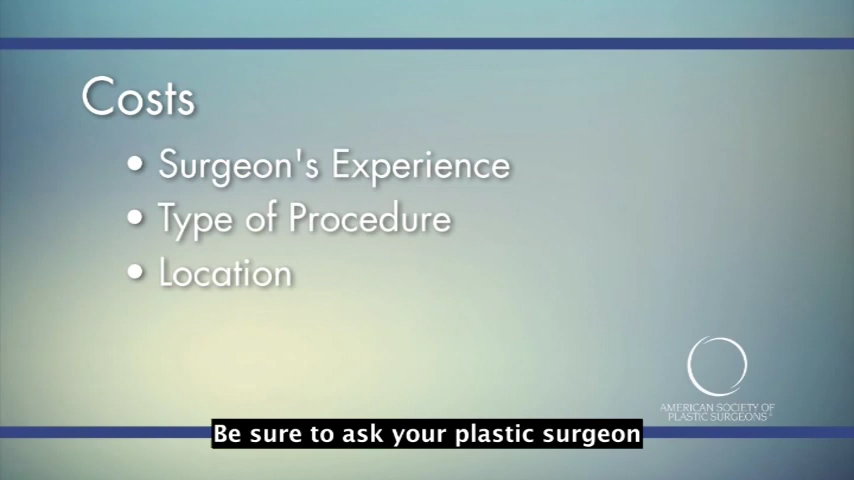 Costs
• Surgeon's Experience
• Type of Procedure
• Location
AMERICAN SOCIETY OF
PLASTIC SURGEONS
Be sure to ask your plastic surgeon